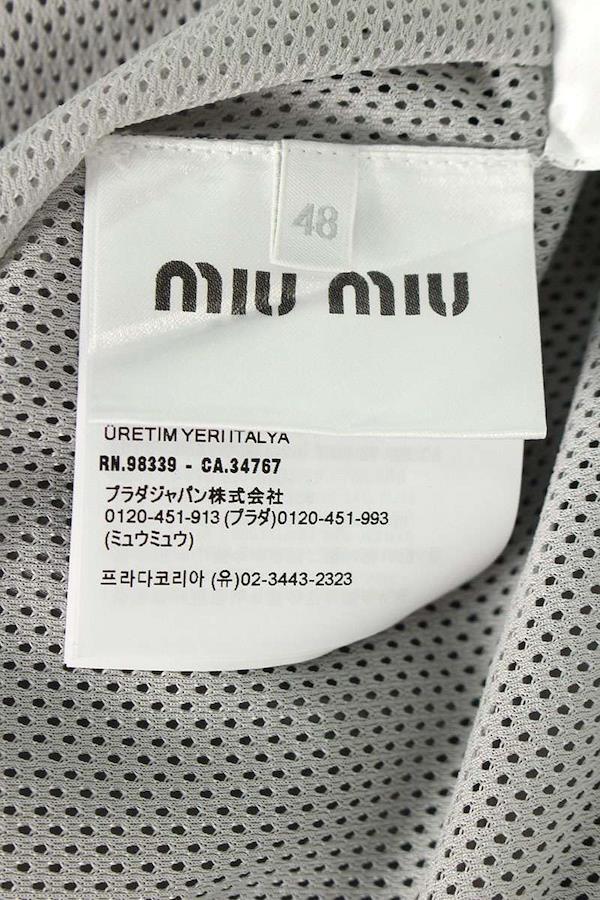 48
miu miu
ÜRETIM YERI ITALYA
RN.98339 - CA.34767
プラダジャパン株式会社
0120-451-913 (プラダ)0120-451-993
(ミュウミュウ)
프라다코리아 (유)02-3443-2323